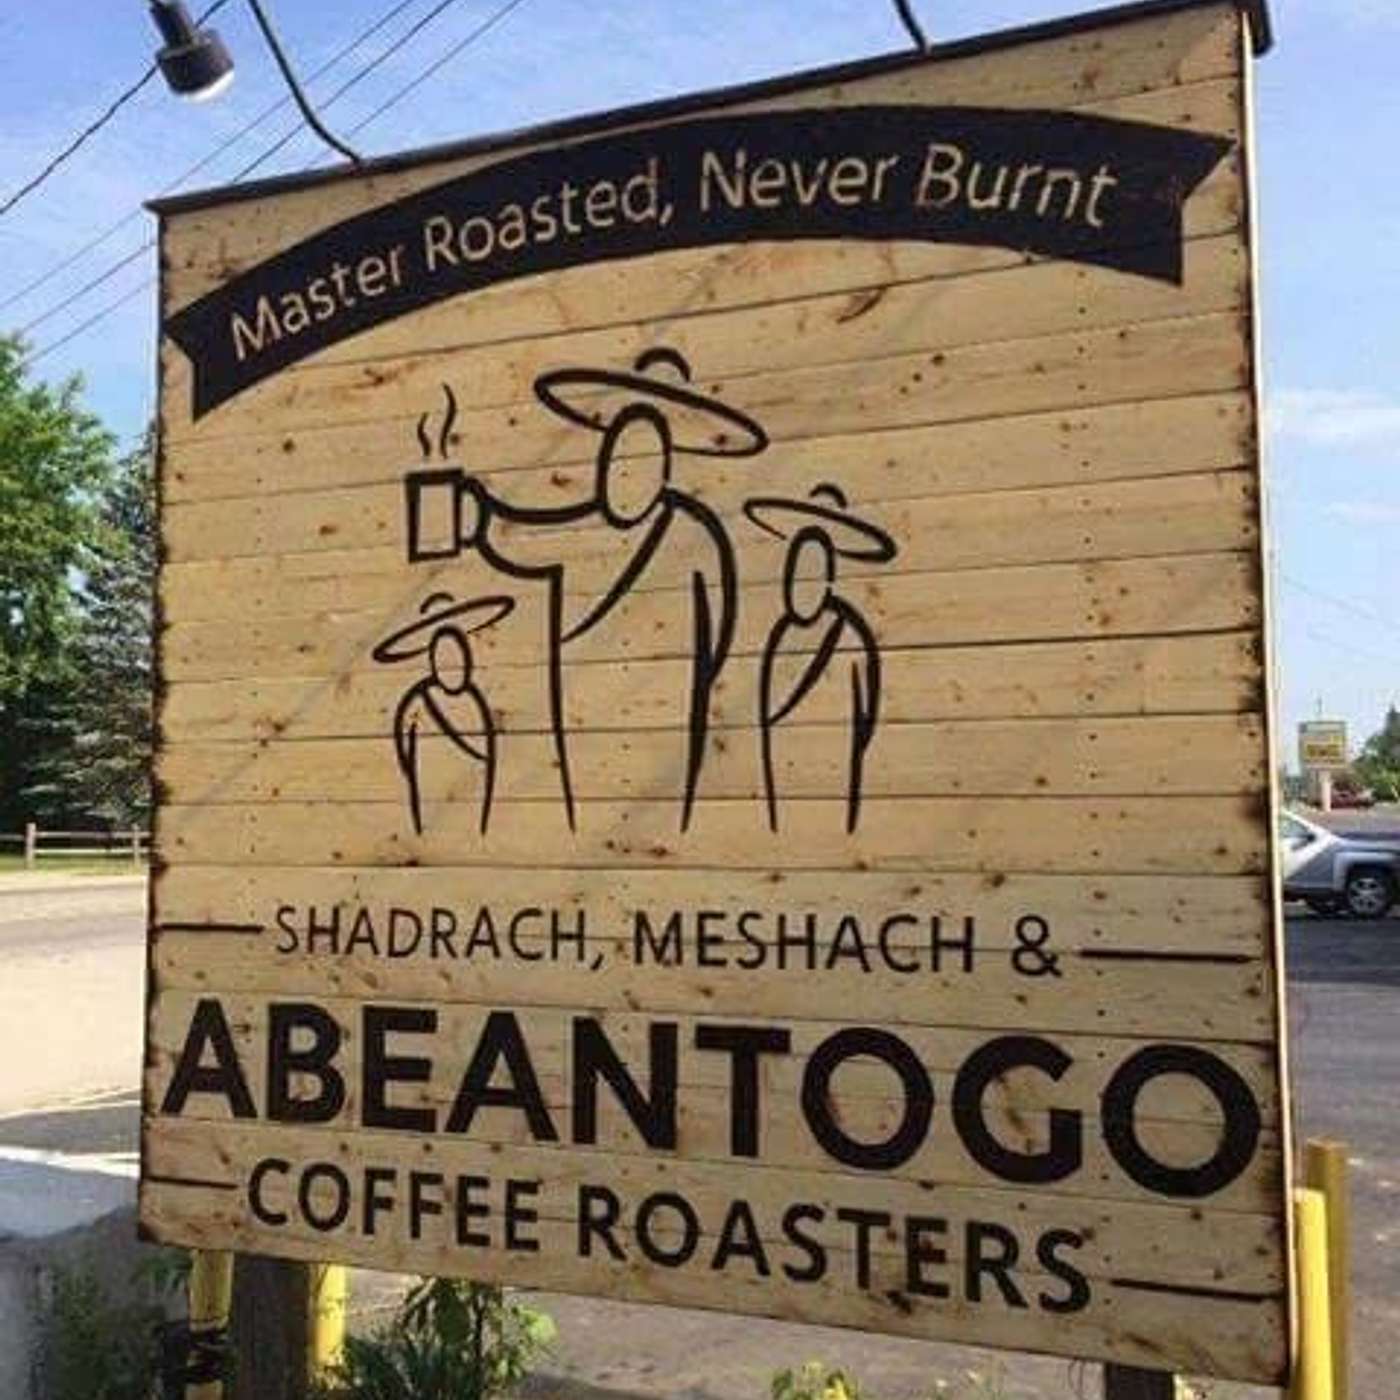 Master Roasted, Never Burnt
SHADRACH, MESHACH &
ABEANTOGO
COFFEE ROASTERS